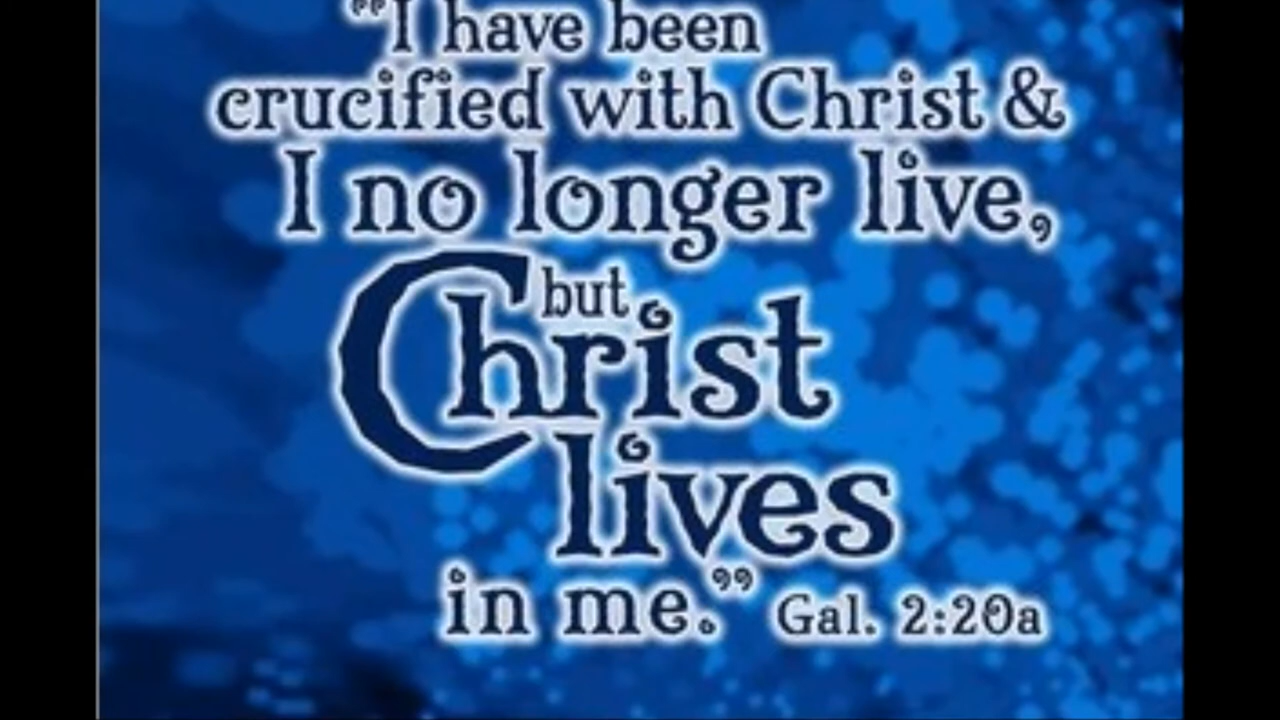 “I have been
crucified with Christ &
I no longer live,
but
Christ
lives
in me.” Gal. 2:20a